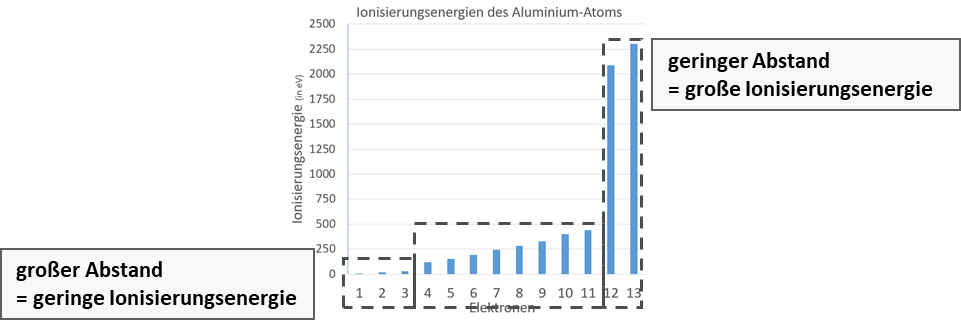 Ionisierungsenergien des Aluminium-Atoms
2500
2250
2000
1750
1500
1250
1000
750
500
250
0
Ionisierungsenergie (in eV)
1 2 3 4 5 6 7 8 9 10 11 12 13
Elektronen
geringer Abstand
= große Ionisierungsenergie
großer Abstand
= geringe Ionisierungsenergie